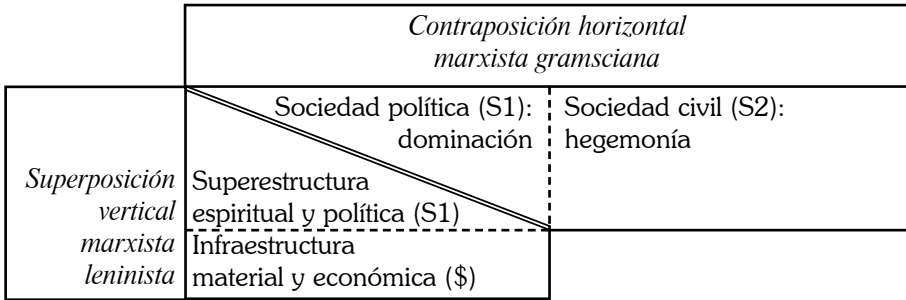 Contraposición horizontal
marxista gramsciana
Sociedad política (S1):
dominación
Sociedad civil (S2):
hegemonía
Superposición
vertical
marxista
leninista
Superestructura
espiritual y política (S1)
Infraestructura
material y económica ($)